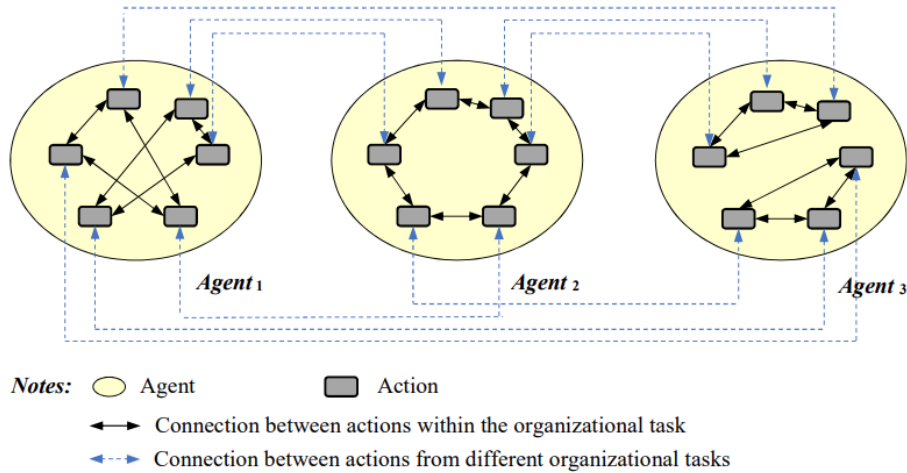 Agent 1
Agent 2
Agent 3
Notes: Agent Action
Connection between actions within the organizational task
Connection between actions from different organizational tasks